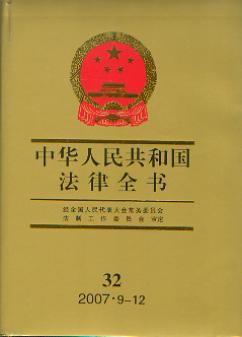 中华人民共和国
法律全书
经全国人民代表大会常务委员会
法制工作委员会 审定
32
2007·9-12